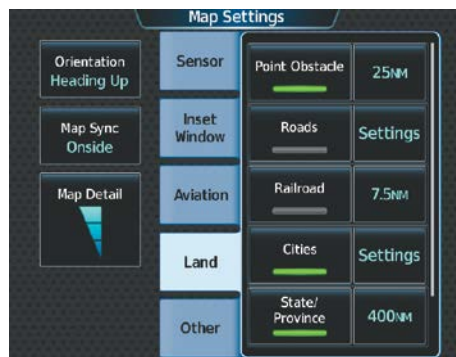 Map Settings
Orientation
Heading Up
Map Sync
Onside
Map Detail
Sensor
Inset
Window
Aviation
Land
Other
Point Obstacle
25NM
Roads
Settings
Railroad
7.5NM
Cities
Settings
State/
Province
400NM